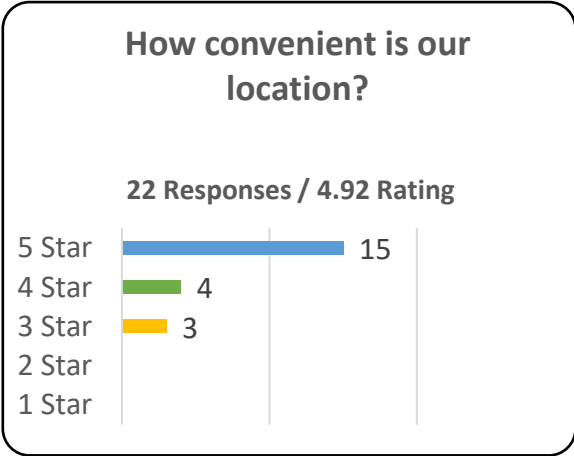 How convenient is our
location?
22 Responses / 4.92 Rating
5 Star 15
4 Star 4
3 Star 3
2 Star
1 Star